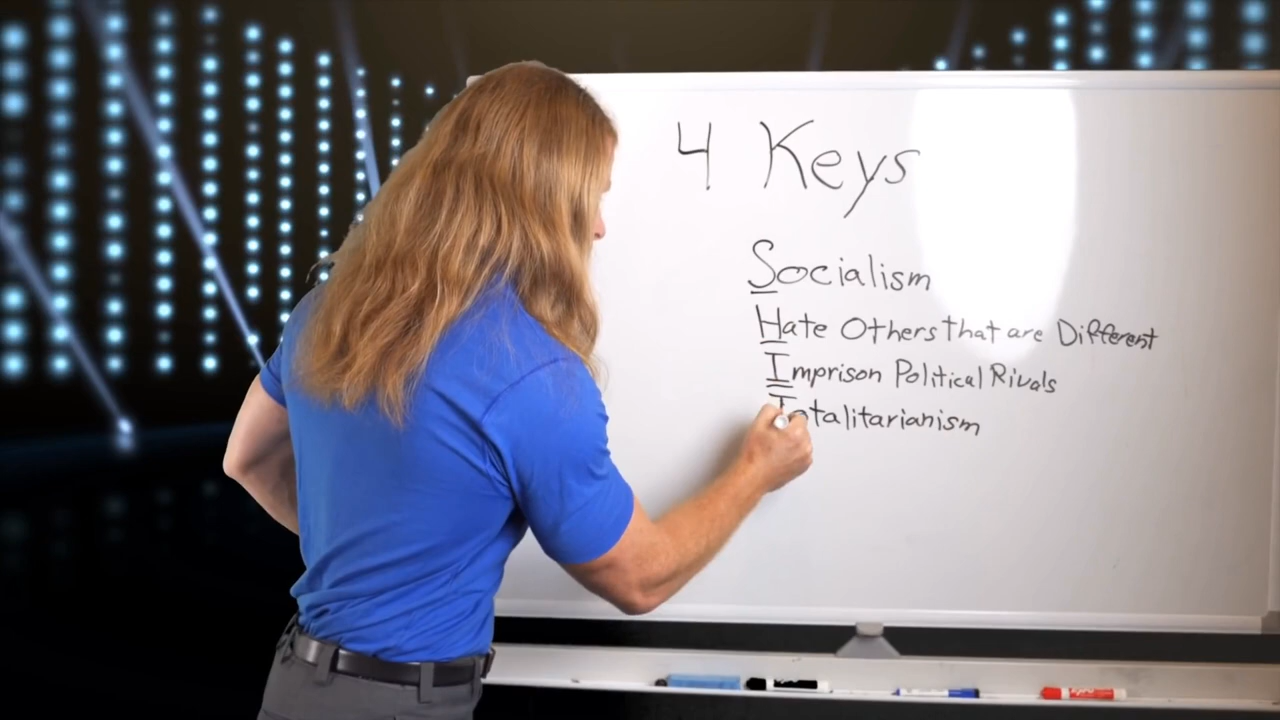 4 Keys
Socialism
Hate Others that are Different
Imprison Political Rivals
Totalitarianism